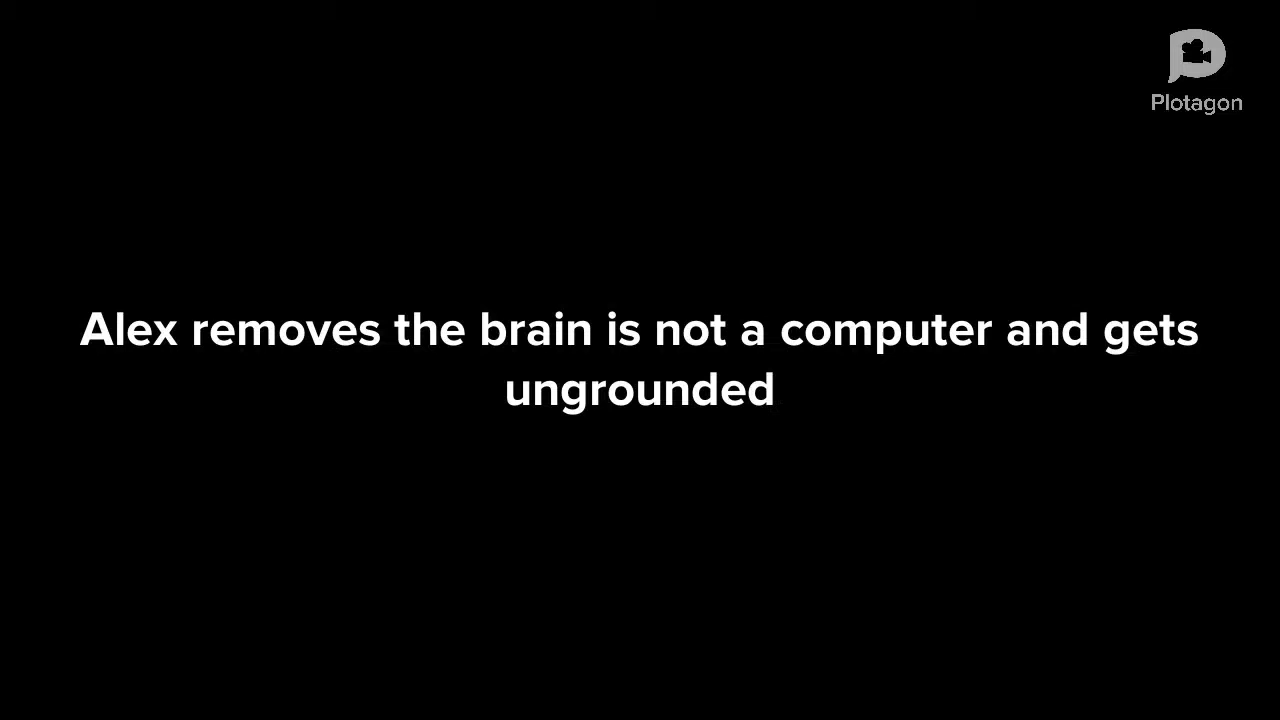 Plotagon
Alex removes the brain is not a computer and gets
ungrounded